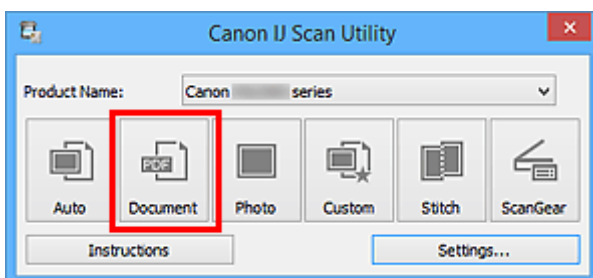 Canon IJ Scan Utility
Product Name: Canon series
PDF
Auto Document Photo Custom Stitch ScanGear
Instructions Settings...